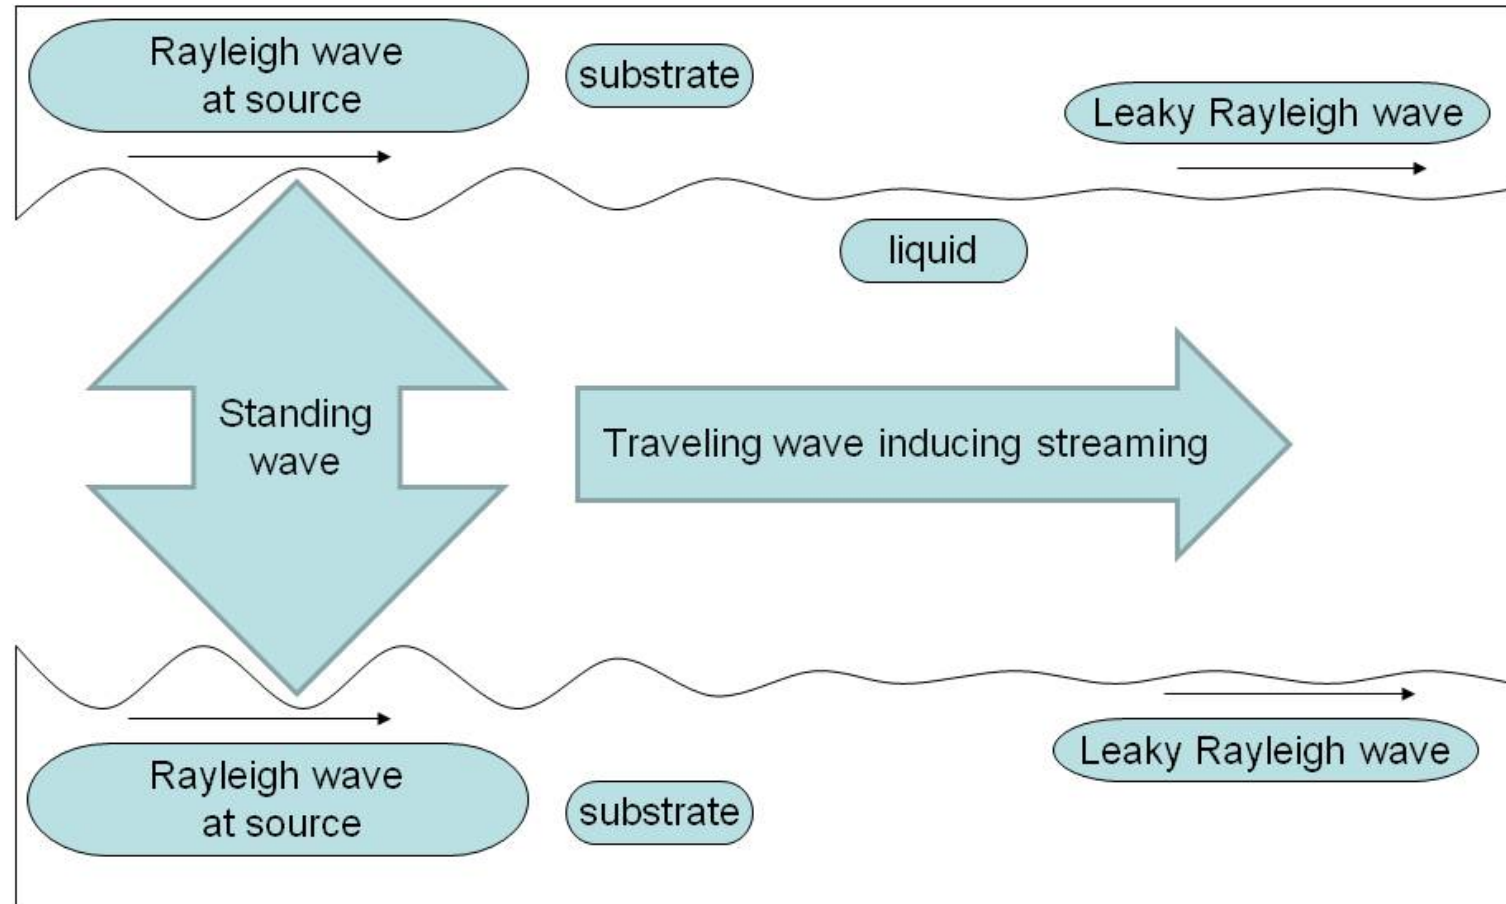 Rayleigh wave
at source
substrate
Leaky Rayleigh wave
liquid
Standing
wave
Traveling wave inducing streaming
Rayleigh wave
at source
substrate
Leaky Rayleigh wave